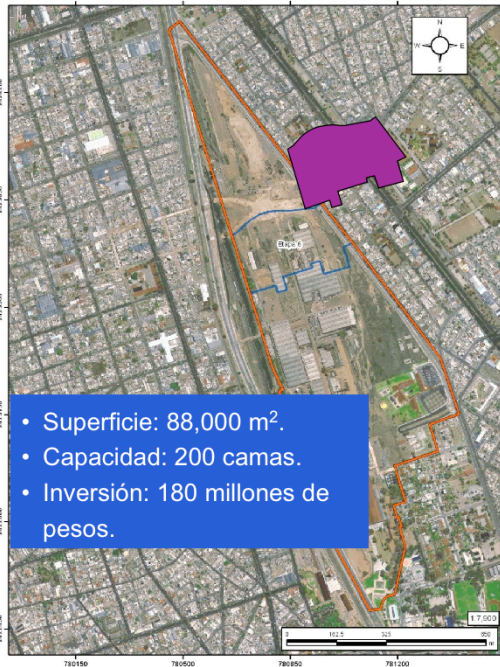 N
W E
S
Etapa 5
• Superficie: 88,000 m².
• Capacidad: 200 camas.
• Inversión: 180 millones de
pesos.
1:7,900
0 162.5 325 650
m
780150 780500 780850 781200